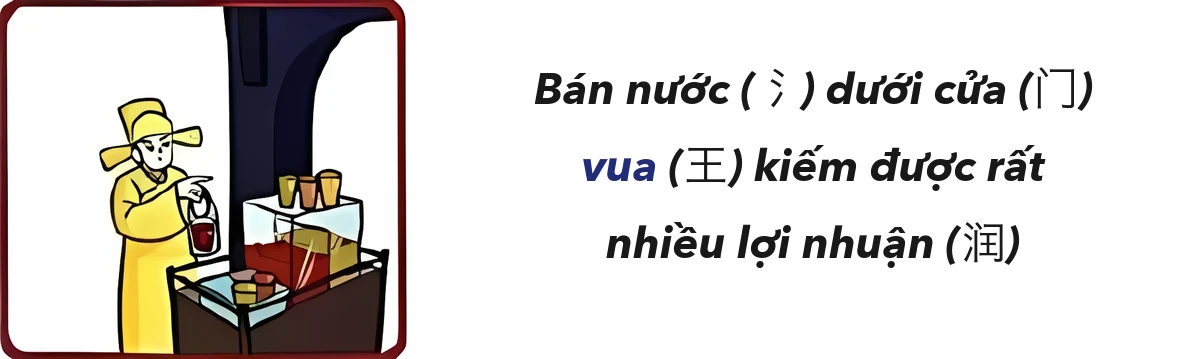 Bán nước ( 氵) dưới cửa (门)
vua (王) kiếm được rất
nhiều lợi nhuận (润)